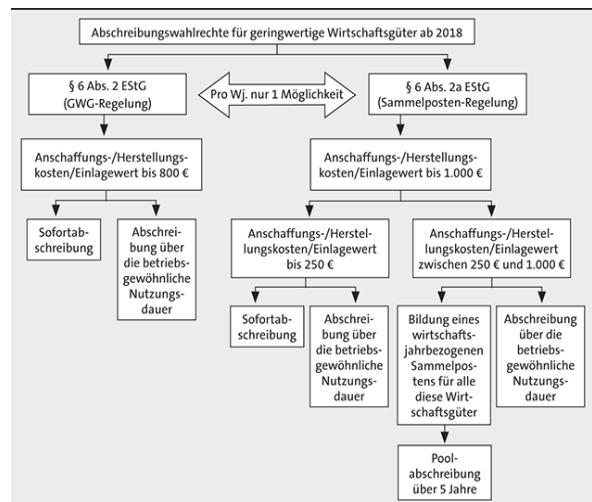 Abschreibungswahlrechte für geringwertige Wirtschaftsgüter ab 2018
§ 6 Abs. 2 EStG
(GWG-Regelung)
Pro Wj. nur 1 Möglichkeit
§ 6 Abs. 2a EStG
(Sammelposten-Regelung)
Anschaffungs-/Herstellungs-
kosten/Einlagewert bis 800 €
Anschaffungs-/Herstellungs-
kosten/Einlagewert bis 1.000 €
Sofortab-
schreibung
Abschrei-
bung über
die betriebs-
gewöhnliche
Nutzungs-
dauer
Anschaffungs-/Herstel-
lungskosten/Einlagewert
bis 250 €
Anschaffungs-/Herstel-
lungskosten/Einlagewert
zwischen 250 € und 1.000 €
Sofortab-
schreibung
Abschrei-
bung über
die betriebs-
gewöhnliche
Nutzungs-
dauer
Bildung eines
wirtschafts-
jahrbezogenen
Sammelpos-
tens für alle
diese Wirt-
schaftsgüter
Abschreibung
über die
betriebs-
gewöhnliche
Nutzungs-
dauer
Pool-
abschreibung
über 5 Jahre